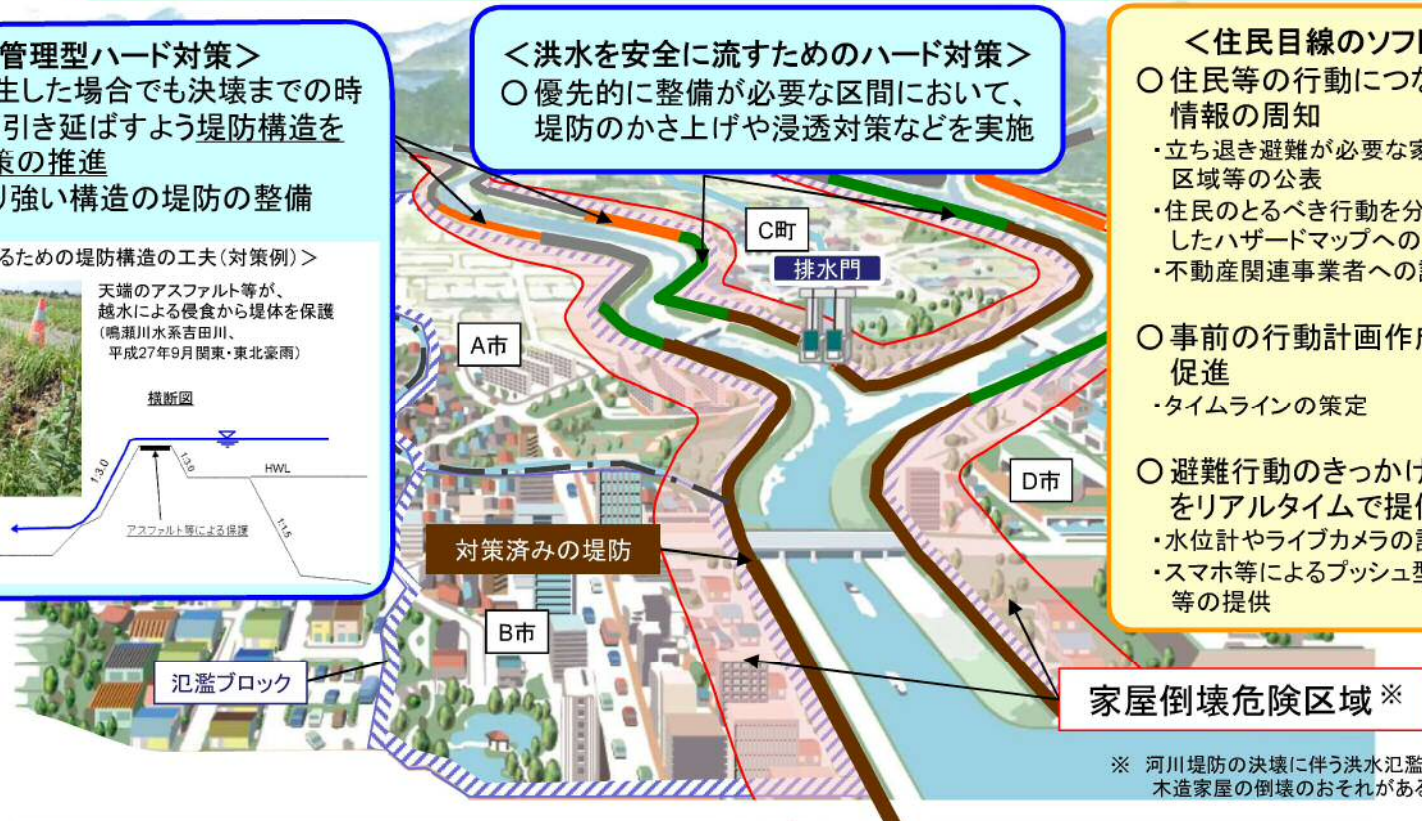 管理型ハード対策＞
生した場合でも決壊までの時
引き延ばすよう堤防構造を
策の推進
り強い構造の堤防の整備
るための堤防構造の工夫(対策例)＞
天端のアスファルト等が、
越水による侵食から堤体を保護
(鳴瀬川水系吉田川、
平成27年9月関東・東北豪雨)
横断図
1:3.0
1:3.0
HWL
1:1.5
アスファルト等による保護
＜洪水を安全に流すためのハード対策＞
○優先的に整備が必要な区間において、
堤防のかさ上げや浸透対策などを実施
＜住民目線のソフ
○住民等の行動につな
情報の周知
・立ち退き避難が必要な家
区域等の公表
・住民のとるべき行動を分
したハザードマップへの
・不動産関連事業者への
○事前の行動計画作成
促進
・タイムラインの策定
○避難行動のきっかけ
をリアルタイムで提供
・水位計やライブカメラの
・スマホ等によるプッシュ型
等の提供
C町
排水門
A市
D市
対策済みの堤防
B市
氾濫ブロック
家屋倒壊危険区域※
※ 河川堤防の決壊に伴う洪水氾濫
木造家屋の倒壊のおそれがある